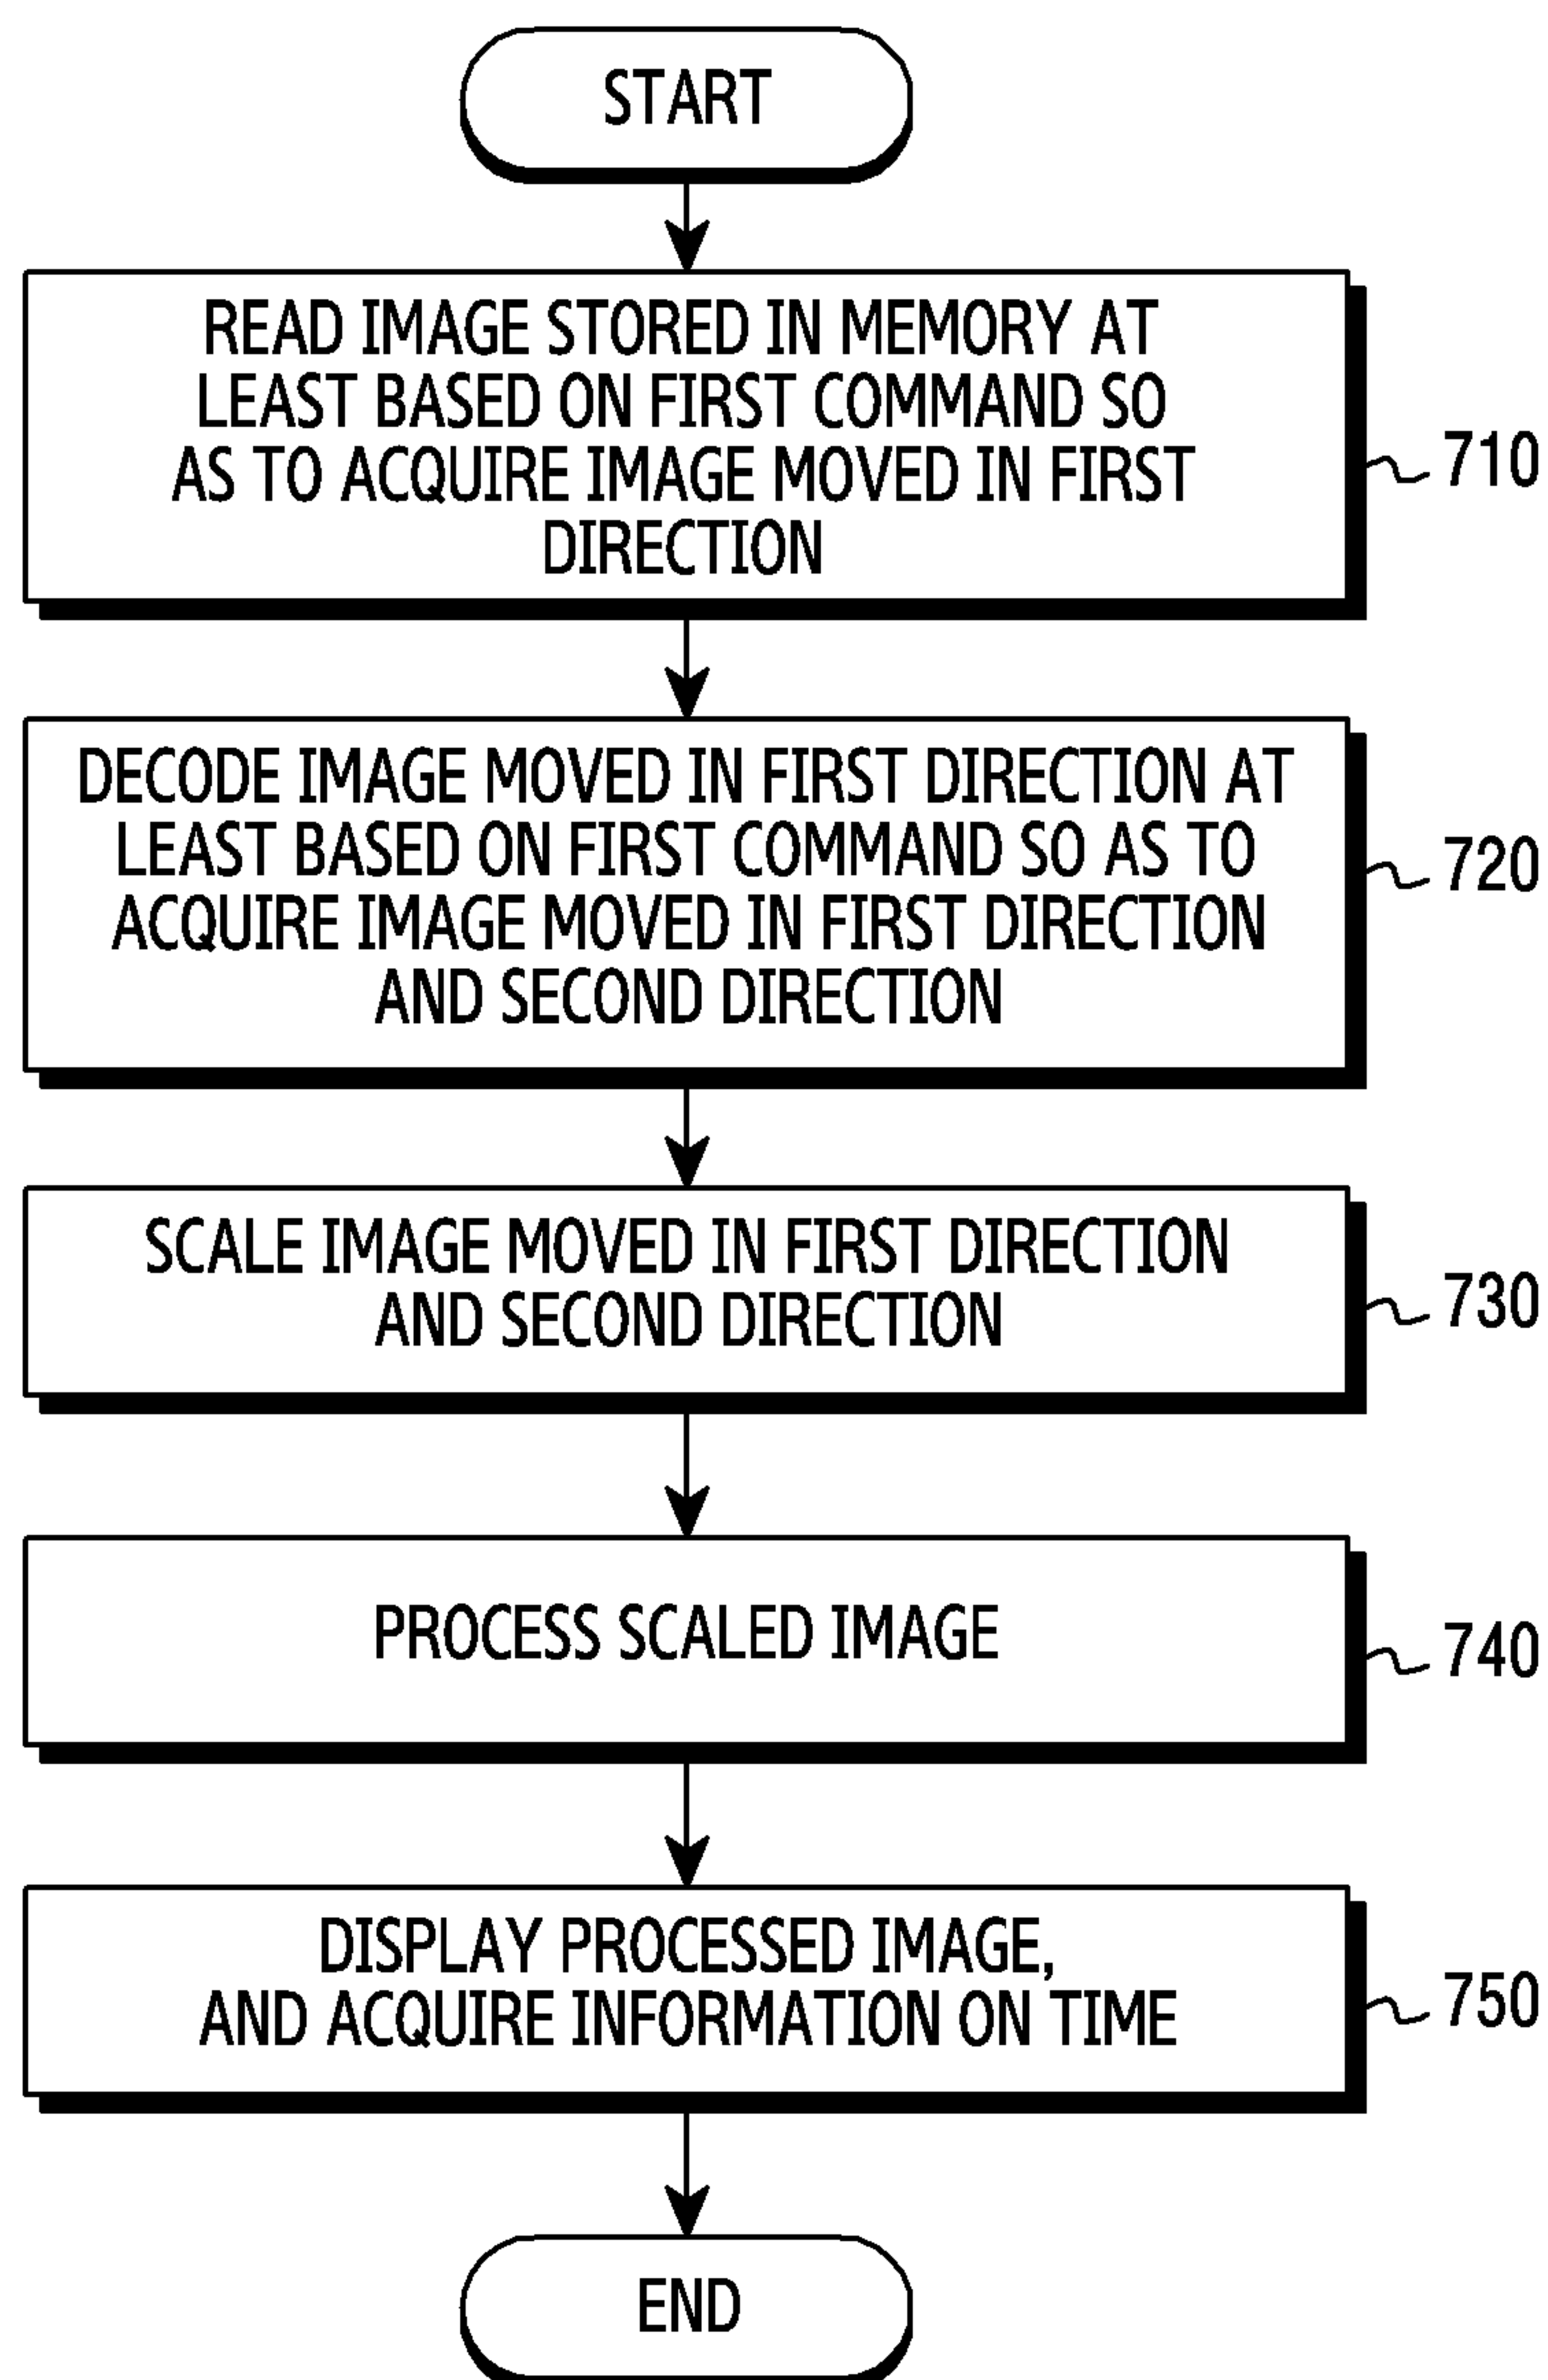 START
READ IMAGE STORED IN MEMORY AT
LEAST BASED ON FIRST COMMAND SO
AS TO ACQUIRE IMAGE MOVED IN FIRST
DIRECTION
710
DECODE IMAGE MOVED IN FIRST DIRECTION AT
LEAST BASED ON FIRST COMMAND SO AS TO
ACQUIRE IMAGE MOVED IN FIRST DIRECTION
AND SECOND DIRECTION
720
SCALE IMAGE MOVED IN FIRST DIRECTION
AND SECOND DIRECTION
730
PROCESS SCALED IMAGE
740
DISPLAY PROCESSED IMAGE,
AND ACQUIRE INFORMATION ON TIME
750
END